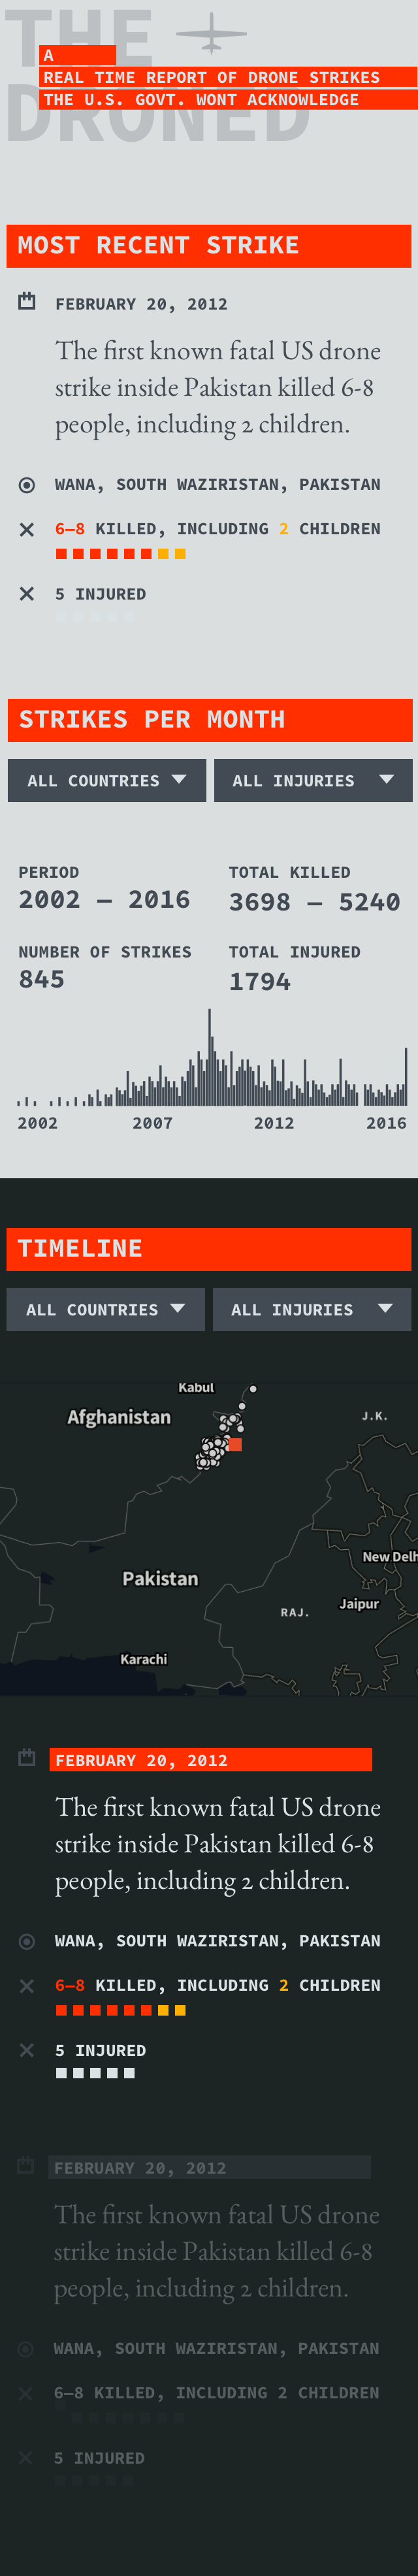 THE
DRONED
A
REAL TIME REPORT OF DRONE STRIKES
THE U.S. GOVT. WONT ACKNOWLEDGE
MOST RECENT STRIKE
FEBRUARY 20, 2012
The first known fatal US drone
strike inside Pakistan killed 6-8
people, including 2 children.
WANA, SOUTH WAZIRISTAN, PAKISTAN
6–8 KILLED, INCLUDING 2 CHILDREN
5 INJURED
STRIKES PER MONTH
ALL COUNTRIES
ALL INJURIES
PERIOD
2002 – 2016
TOTAL KILLED
3698 – 5240
NUMBER OF STRIKES
845
TOTAL INJURED
1794
2002 2007 2012 2016
TIMELINE
ALL COUNTRIES
ALL INJURIES
Kabul
Afghanistan
J.K.
New Delh
Pakistan
Jaipur
RAJ.
Karachi
FEBRUARY 20, 2012
The first known fatal US drone
strike inside Pakistan killed 6-8
people, including 2 children.
WANA, SOUTH WAZIRISTAN, PAKISTAN
6–8 KILLED, INCLUDING 2 CHILDREN
5 INJURED
FEBRUARY 20, 2012
The first known fatal US drone
strike inside Pakistan killed 6-8
people, including 2 children.
WANA, SOUTH WAZIRISTAN, PAKISTAN
6–8 KILLED, INCLUDING 2 CHILDREN
5 INJURED